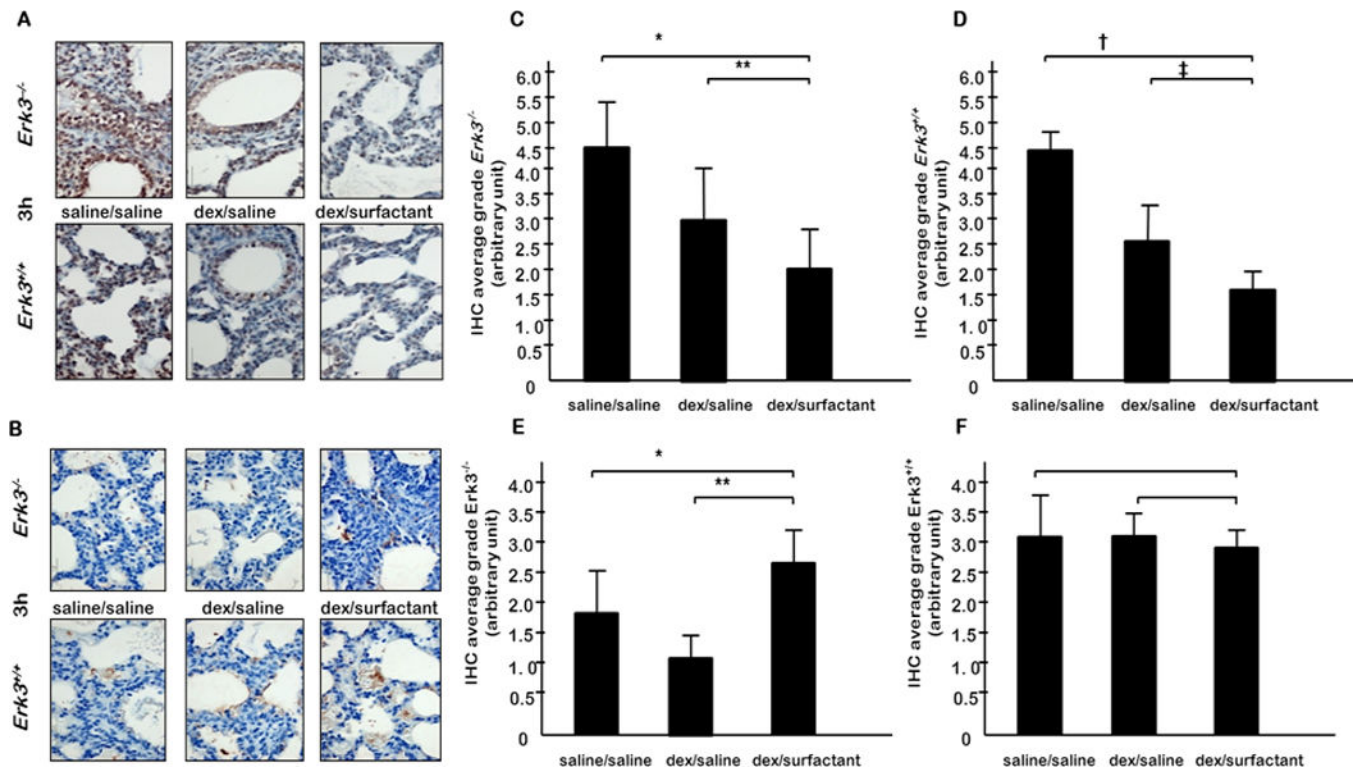 A
Erk3-/-
3h
saline/saline dex/saline dex/surfactant
Erk3+/+
B
Erk3-/-
3h
saline/saline dex/saline dex/surfactant
Erk3+/+
C
IHC average grade Erk3-/-
(arbitrary unit)
6.0
5.5
5.0
4.5
3.5
3.0
2.5
2.0
1.5
1.0
0.5
0
*
**
saline/saline dex/saline dex/surfactant
D
IHC average grade Erk3+/+
(arbitrary unit)
6.0
5.5
5.0
4.5
3.5
3.0
2.5
2.0
1.5
1.0
0.5
0
†
‡
saline/saline dex/saline dex/surfactant
E
IHC average grade Erk3-/-
(arbitrary unit)
4.0
3.5
3.0
2.5
2.0
1.5
1.0
0.5
0
*
**
saline/saline dex/saline dex/surfactant
F
IHC average grade Erk3+/+
(arbitrary unit)
4.0
3.5
3.0
2.5
2.0
1.5
1.0
0.5
0
saline/saline dex/saline dex/surfactant